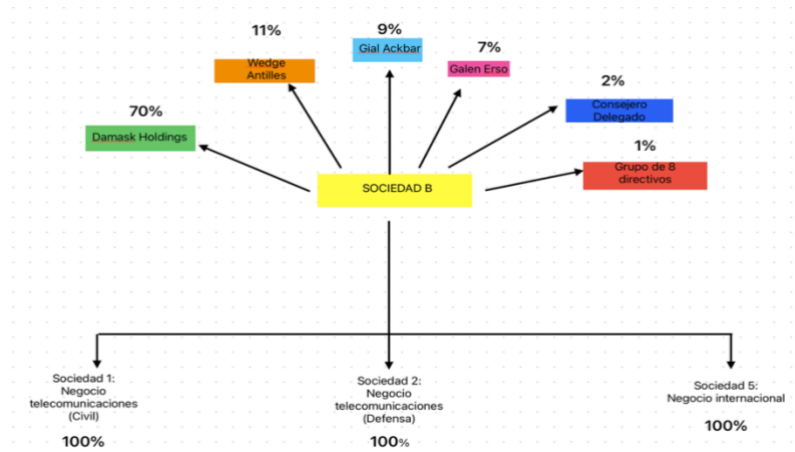 11%
Wedge
Antilles
9%
Gial Ackbar
7%
Galen Erso
2%
Consejero
Delegado
70%
Damask Holdings
1%
Grupo de 8
directivos
SOCIEDAD B
Sociedad 1:
Negocio
telecomunicaciones
(Civil)
100%
Sociedad 2:
Negocio
telecomunicaciones
(Defensa)
100%
Sociedad 5:
Negocio internacional
100%